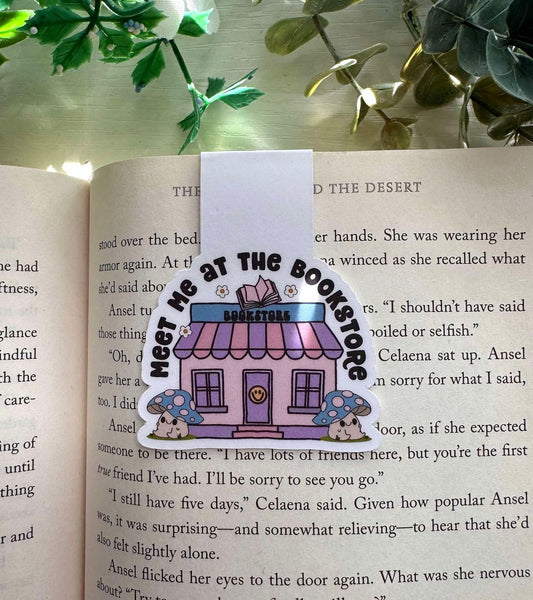 he had
ftness,
glance
indful
th the
care-
ing of
until
thing
r and
THE
D THE DESERT
stood over the bed.
er hands. She was wearing her
armor again. At th
na winced as she recalled what
she'd said abou
Ansel tu
rs. “I shouldn't have said
those thing
poiled or selfish.”
“Oh, d
Celaena sat up. Ansel
gave her a
m sorry for what I said,
too. I did
Ansel
door, as if she expected
someone to be there. “I have lots of friends here, but you're the first
true friend I've had. I'll be sorry to see you go.”
“I still have five days,” Celaena said. Given how popular Ansel
was, it was surprising—and somewhat relieving—to hear that she'd
also felt slightly alone.
Ansel flicked her eyes to the door again. What was she nervous
about? “Try to
MEET ME AT THE BOOKSTORE
BOOKSTORE